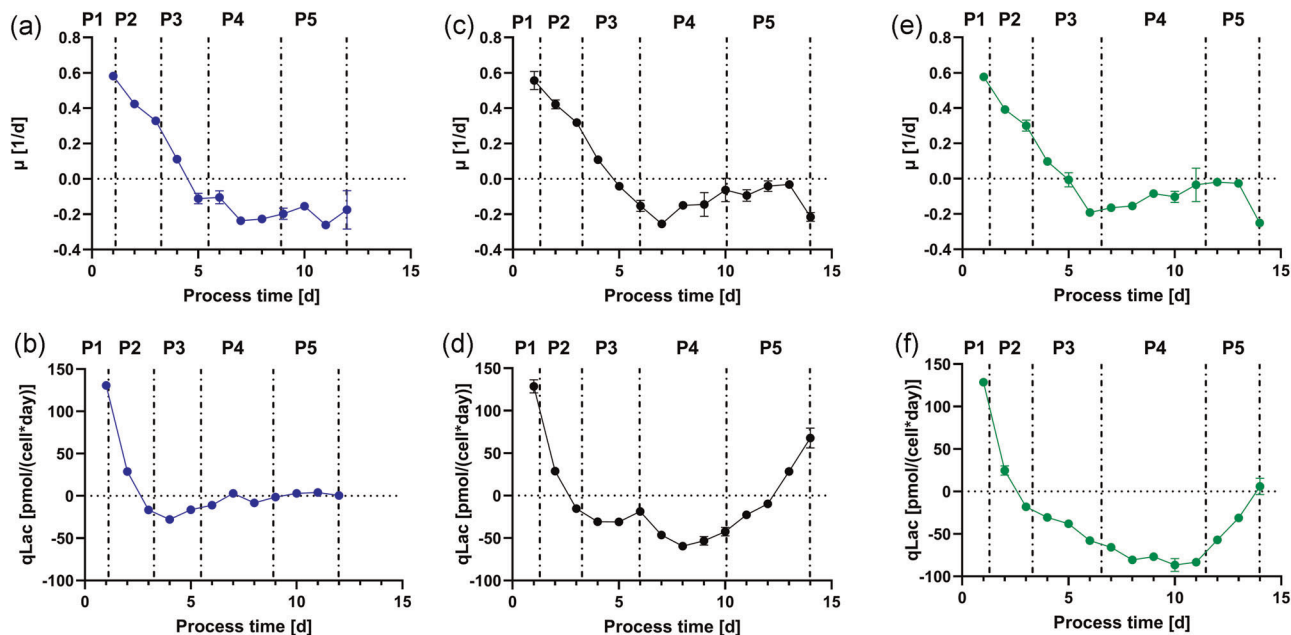 (a)
P1 P2 P3 P4 P5
0.8
0.6
0.4
0.2
0.0
-0.2
-0.4
µ [1/d]
0 5 10 15
Process time [d]
(c)
P1 P2 P3 P4 P5
0.8
0.6
0.4
0.2
0.0
-0.2
-0.4
µ [1/d]
0 5 10 15
Process time [d]
(e)
P1 P2 P3 P4 P5
0.8
0.6
0.4
0.2
0.0
-0.2
-0.4
µ [1/d]
0 5 10 15
Process time [d]
(b)
P1 P2 P3 P4 P5
150
100
50
0
-50
-100
qLac [pmol/(cell*day)]
0 5 10 15
Process time [d]
(d)
P1 P2 P3 P4 P5
150
100
50
0
-50
-100
qLac [pmol/(cell*day)]
0 5 10 15
Process time [d]
(f)
P1 P2 P3 P4 P5
150
100
50
0
-50
-100
qLac [pmol/(cell*day)]
0 5 10 15
Process time [d]